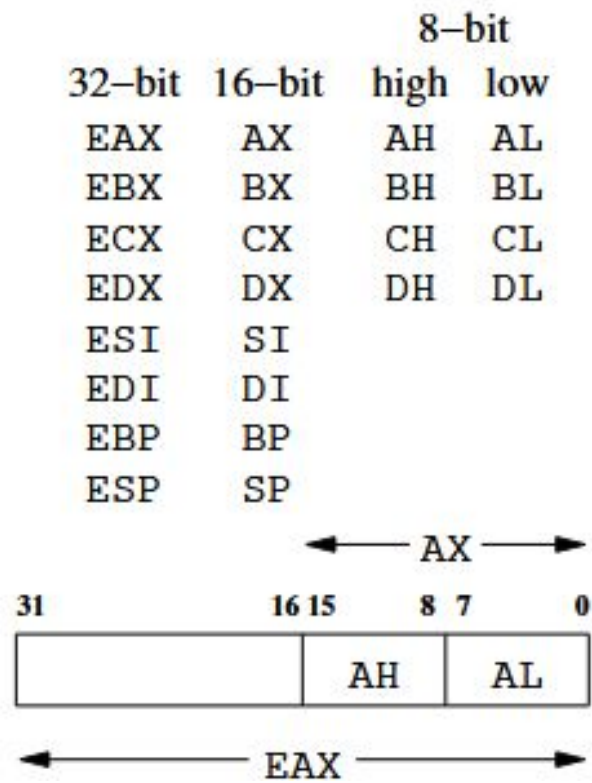 8–bit
32–bit 16–bit high low
EAX AX AH AL
EBX BX BH BL
ECX CX CH CL
EDX DX DH DL
ESI SI
EDI DI
EBP BP
ESP SP
AX
31 16 15 8 7 0
AH AL
EAX